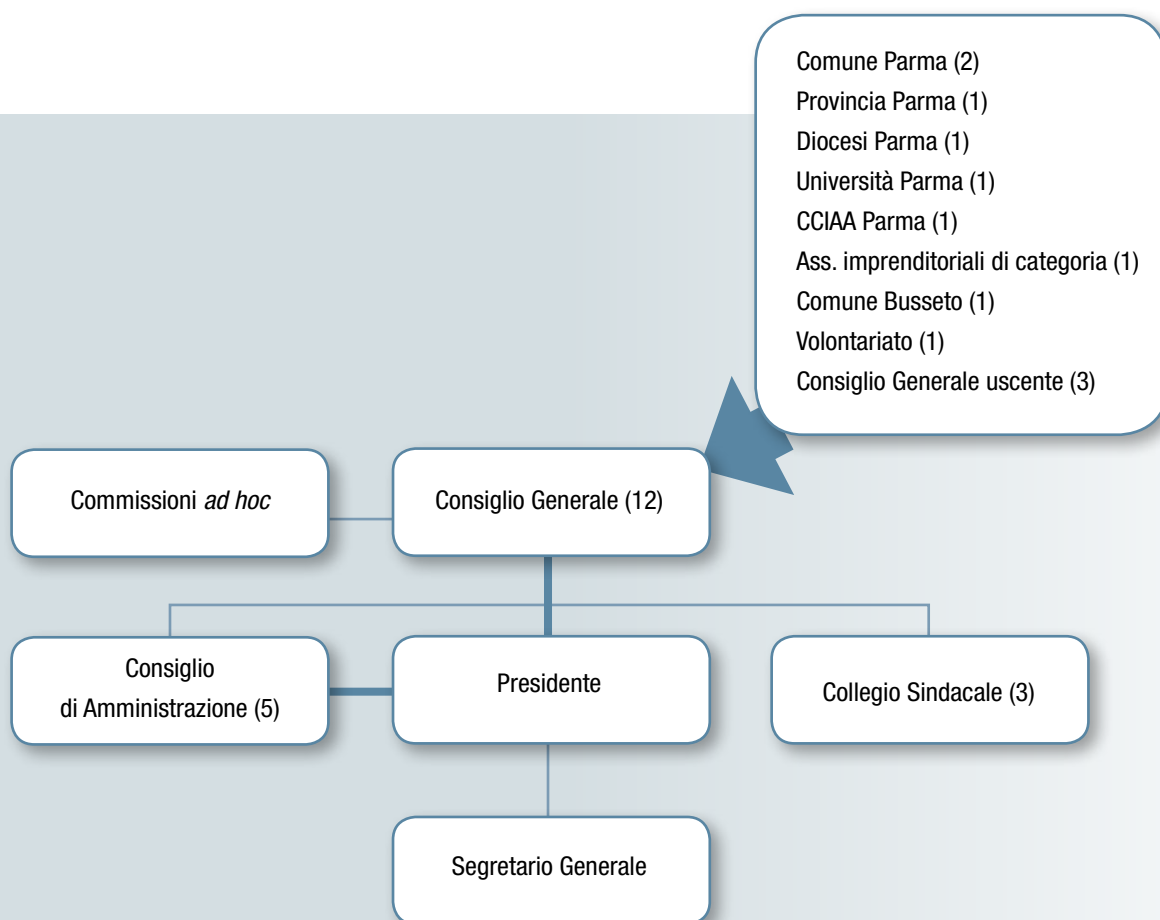 Comune Parma (2)
Provincia Parma (1)
Diocesi Parma (1)
Università Parma (1)
CCIAA Parma (1)
Ass. imprenditoriali di categoria (1)
Comune Busseto (1)
Volontariato (1)
Consiglio Generale uscente (3)
Commissioni ad hoc
Consiglio Generale (12)
Consiglio
di Amministrazione (5)
Presidente
Collegio Sindacale (3)
Segretario Generale